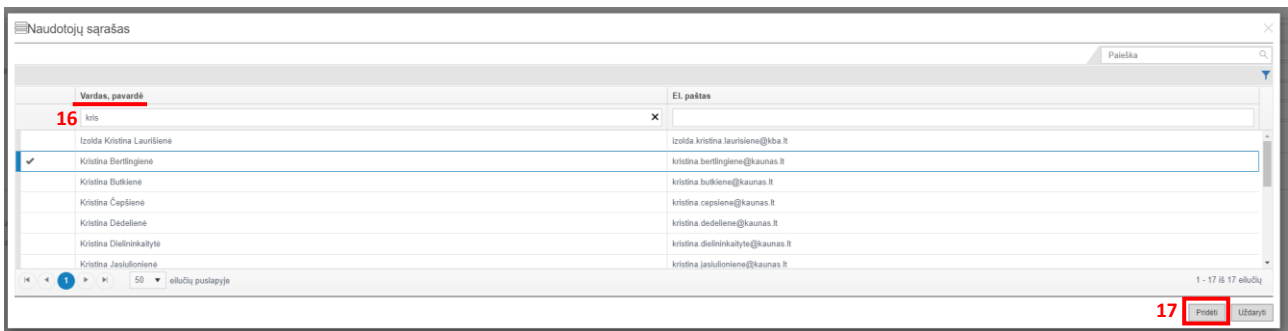 Naudotojų sąrašas
Paieška
Vardas, pavardė El. paštas
16 kris
Izolda Kristina Laurišienė izolda.kristina.laurisiene@kba.lt
Kristina Bertlingienė kristina.bertlingiene@kaunas.lt
Kristina Butkienė kristina.butkiene@kaunas.lt
Kristina Čepšienė kristina.cepsiene@kaunas.lt
Kristina Dėdelienė kristina.dedeliene@kaunas.lt
Kristina Dielininkaitytė kristina.dielininkaityte@kaunas.lt
Kristina Jasiulionienė kristina.jasiulioniene@kaunas.lt
1 50 eilučių puslapyje 1 - 17 iš 17 eilučių
17 Pridėti Uždaryti